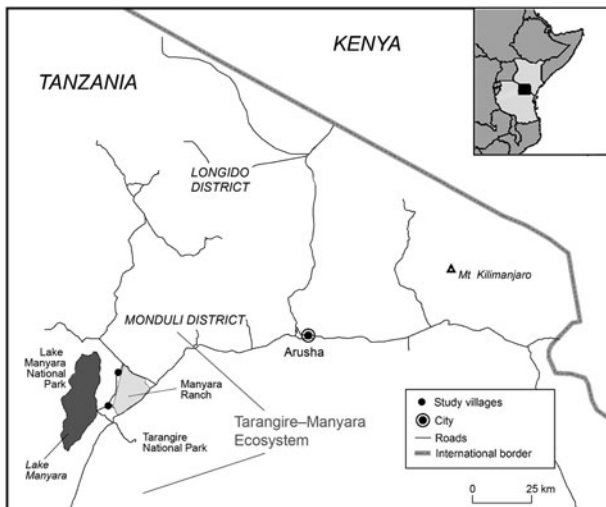 KENYA
TANZANIA
LONGIDO
DISTRICT
Mt Kilimanjaro
MONDULI DISTRICT
Arusha
Lake
Manyara
National
Park
Manyara
Ranch
Tarangire–Manyara
Ecosystem
Tarangire
National Park
Lake
Manyara
Study villages
City
Roads
International border
0 25 km